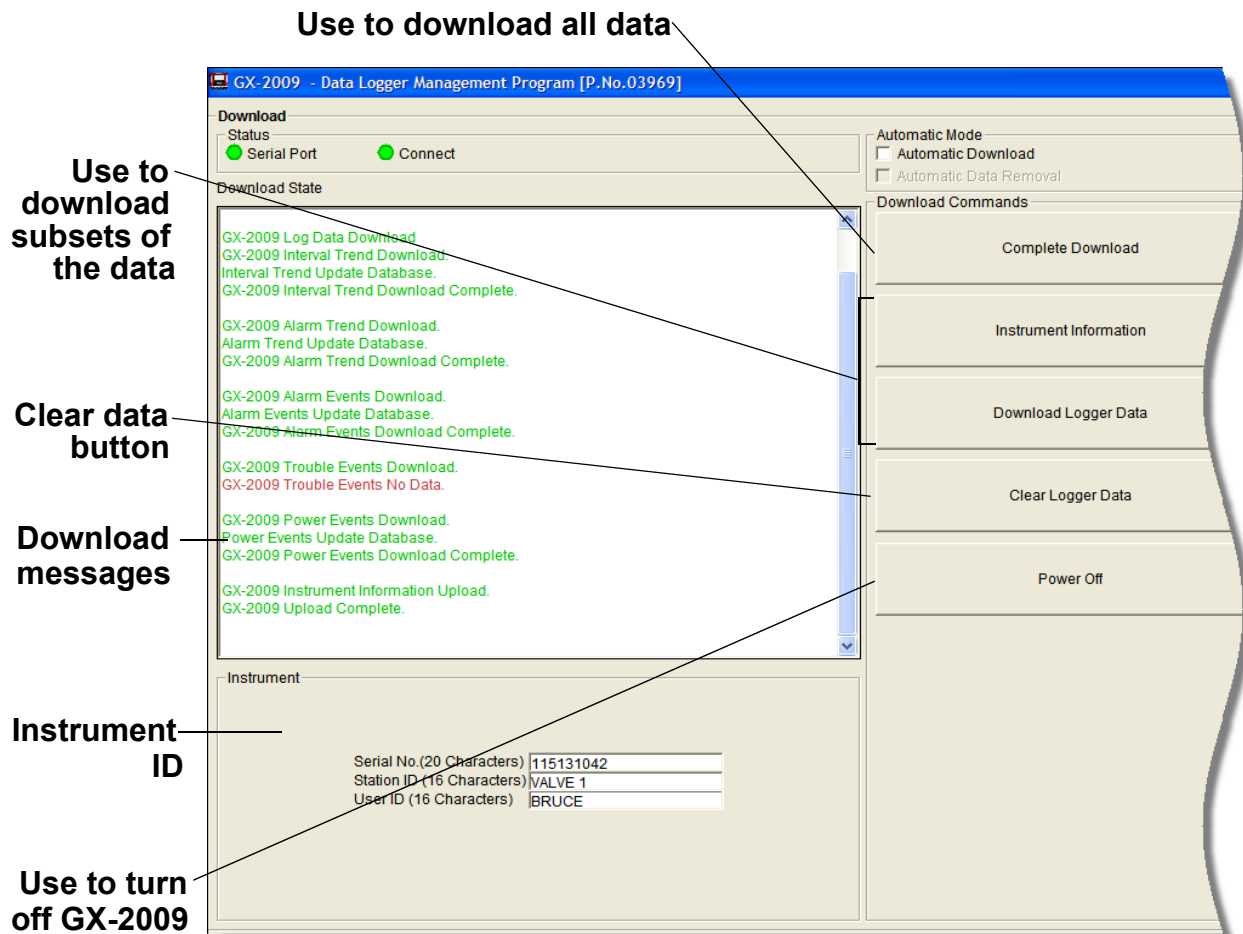 Use to download all data
GX-2009 - Data Logger Management Program [P.No.03969]
Download
Status
Serial Port
Connect
Automatic Mode
Automatic Download
Automatic Data Removal
Use to
download
subsets of
the data
Download State
GX-2009 Log Data Download
GX-2009 Interval Trend Download.
Interval Trend Update Database.
GX-2009 Interval Trend Download Complete.
GX-2009 Alarm Trend Download.
Alarm Trend Update Database.
GX-2009 Alarm Trend Download Complete.
GX-2009 Alarm Events Download.
Alarm Events Update Database.
GX-2009 Alarm Events Download Complete.
GX-2009 Trouble Events Download.
GX-2009 Trouble Events No Data.
GX-2009 Power Events Download.
Power Events Update Database.
GX-2009 Power Events Download Complete.
GX-2009 Instrument Information Upload.
GX-2009 Upload Complete.
Download Commands
Complete Download
Instrument Information
Download Logger Data
Clear Logger Data
Power Off
Clear data
button
Download
messages
Instrument
ID
Instrument
Serial No.(20 Characters) 115131042
Station ID (16 Characters) VALVE 1
User ID (16 Characters) BRUCE
Use to turn
off GX-2009